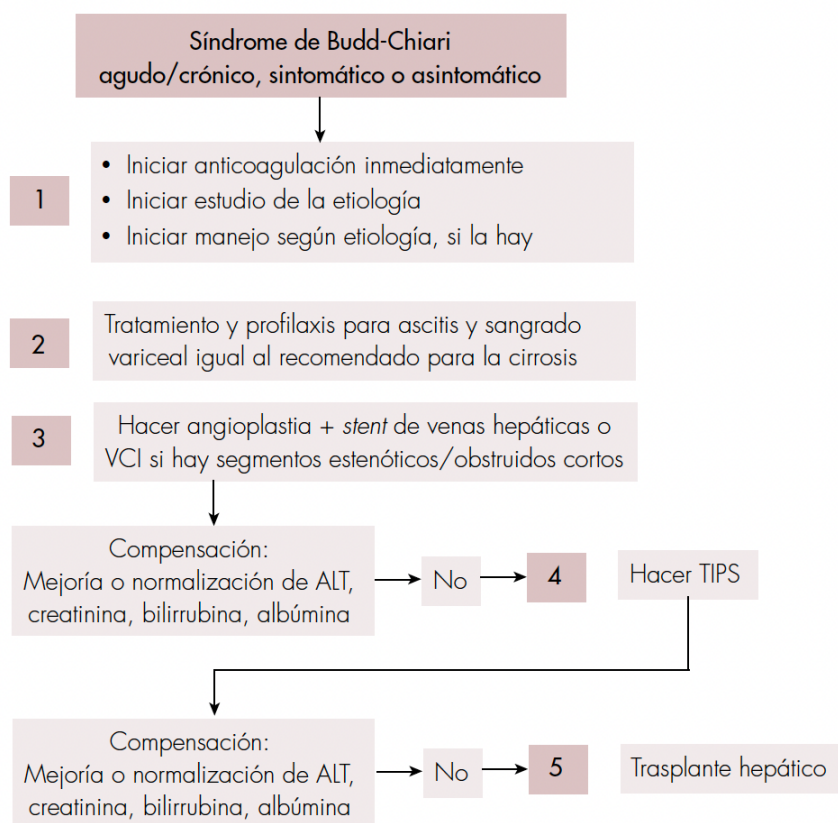 Síndrome de Budd-Chiari
agudo/crónico, sintomático o asintomático
1
• Iniciar anticoagulación inmediatamente
• Iniciar estudio de la etiología
• Iniciar manejo según etiología, si la hay
2
Tratamiento y profilaxis para ascitis y sangrado
variceal igual al recomendado para la cirrosis
3
Hacer angioplastia + stent de venas hepáticas o
VCI si hay segmentos estenóticos/obstruidos cortos
Compensación:
Mejoría o normalización de ALT,
creatinina, bilirrubina, albúmina
No
4
Hacer TIPS
Compensación:
Mejoría o normalización de ALT,
creatinina, bilirrubina, albúmina
No
5
Trasplante hepático